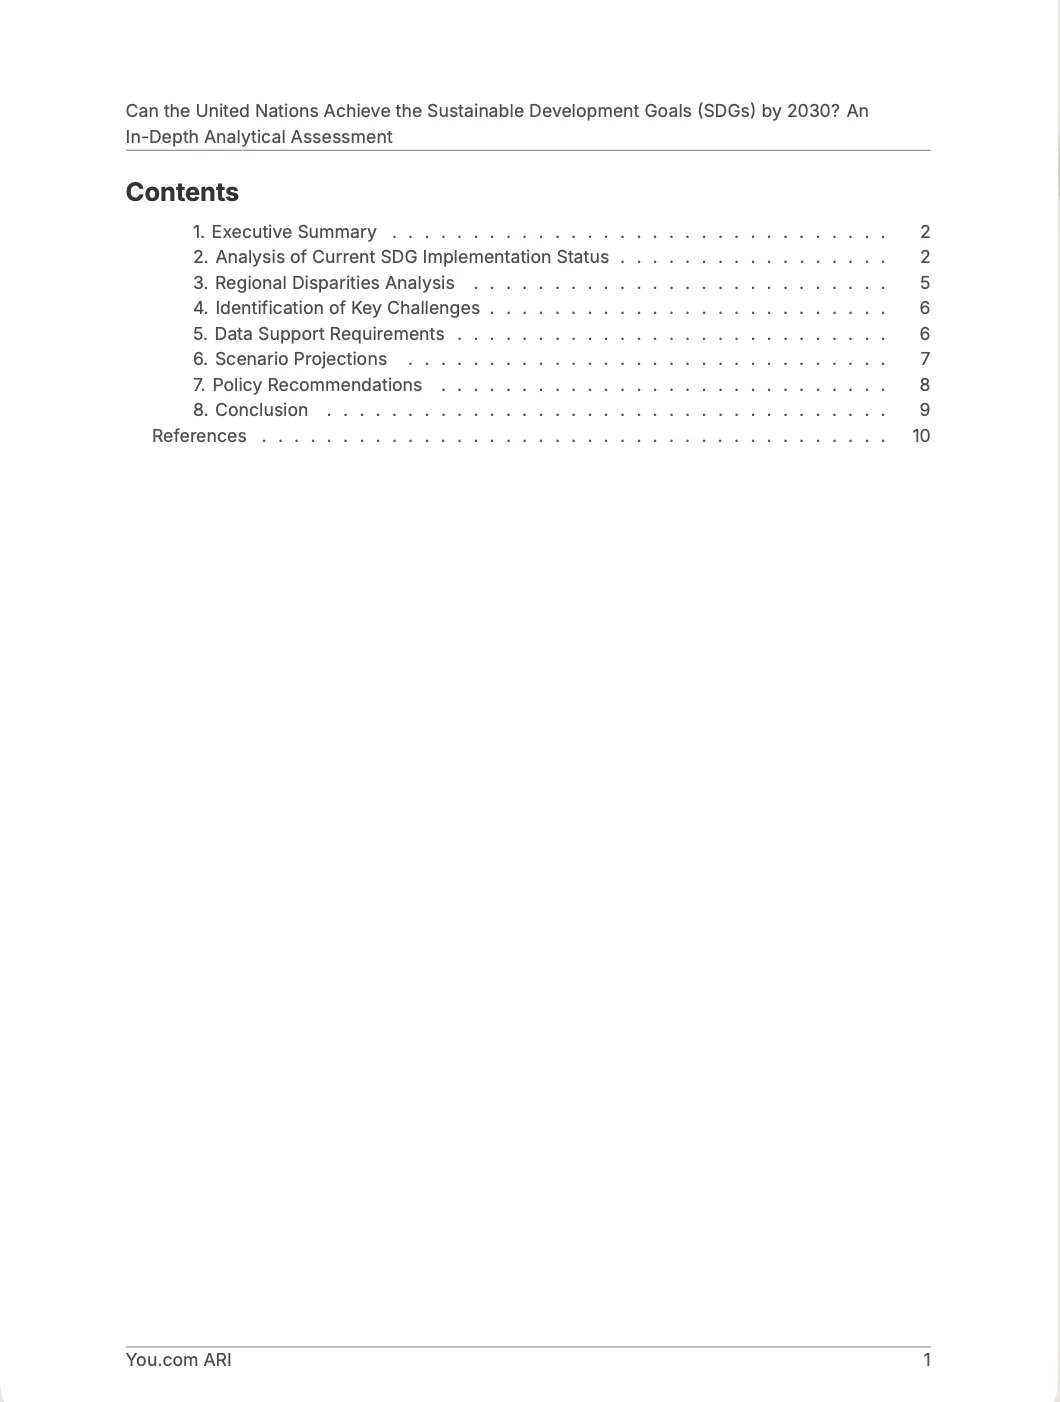 Can the United Nations Achieve the Sustainable Development Goals (SDGs) by 2030? An
In-Depth Analytical Assessment
Contents
1. Executive Summary . . . . . . . . . . . . . . . . . . . . . . . . . . . . . . . 2
2. Analysis of Current SDG Implementation Status . . . . . . . . . . . . . . . . . 2
3. Regional Disparities Analysis . . . . . . . . . . . . . . . . . . . . . . . . . . 5
4. Identification of Key Challenges . . . . . . . . . . . . . . . . . . . . . . . . . 6
5. Data Support Requirements . . . . . . . . . . . . . . . . . . . . . . . . . . . 6
6. Scenario Projections . . . . . . . . . . . . . . . . . . . . . . . . . . . . . . 7
7. Policy Recommendations . . . . . . . . . . . . . . . . . . . . . . . . . . . . 8
8. Conclusion . . . . . . . . . . . . . . . . . . . . . . . . . . . . . . . . . . . 9
References . . . . . . . . . . . . . . . . . . . . . . . . . . . . . . . . . . . . . . . 10
You.com ARI 1